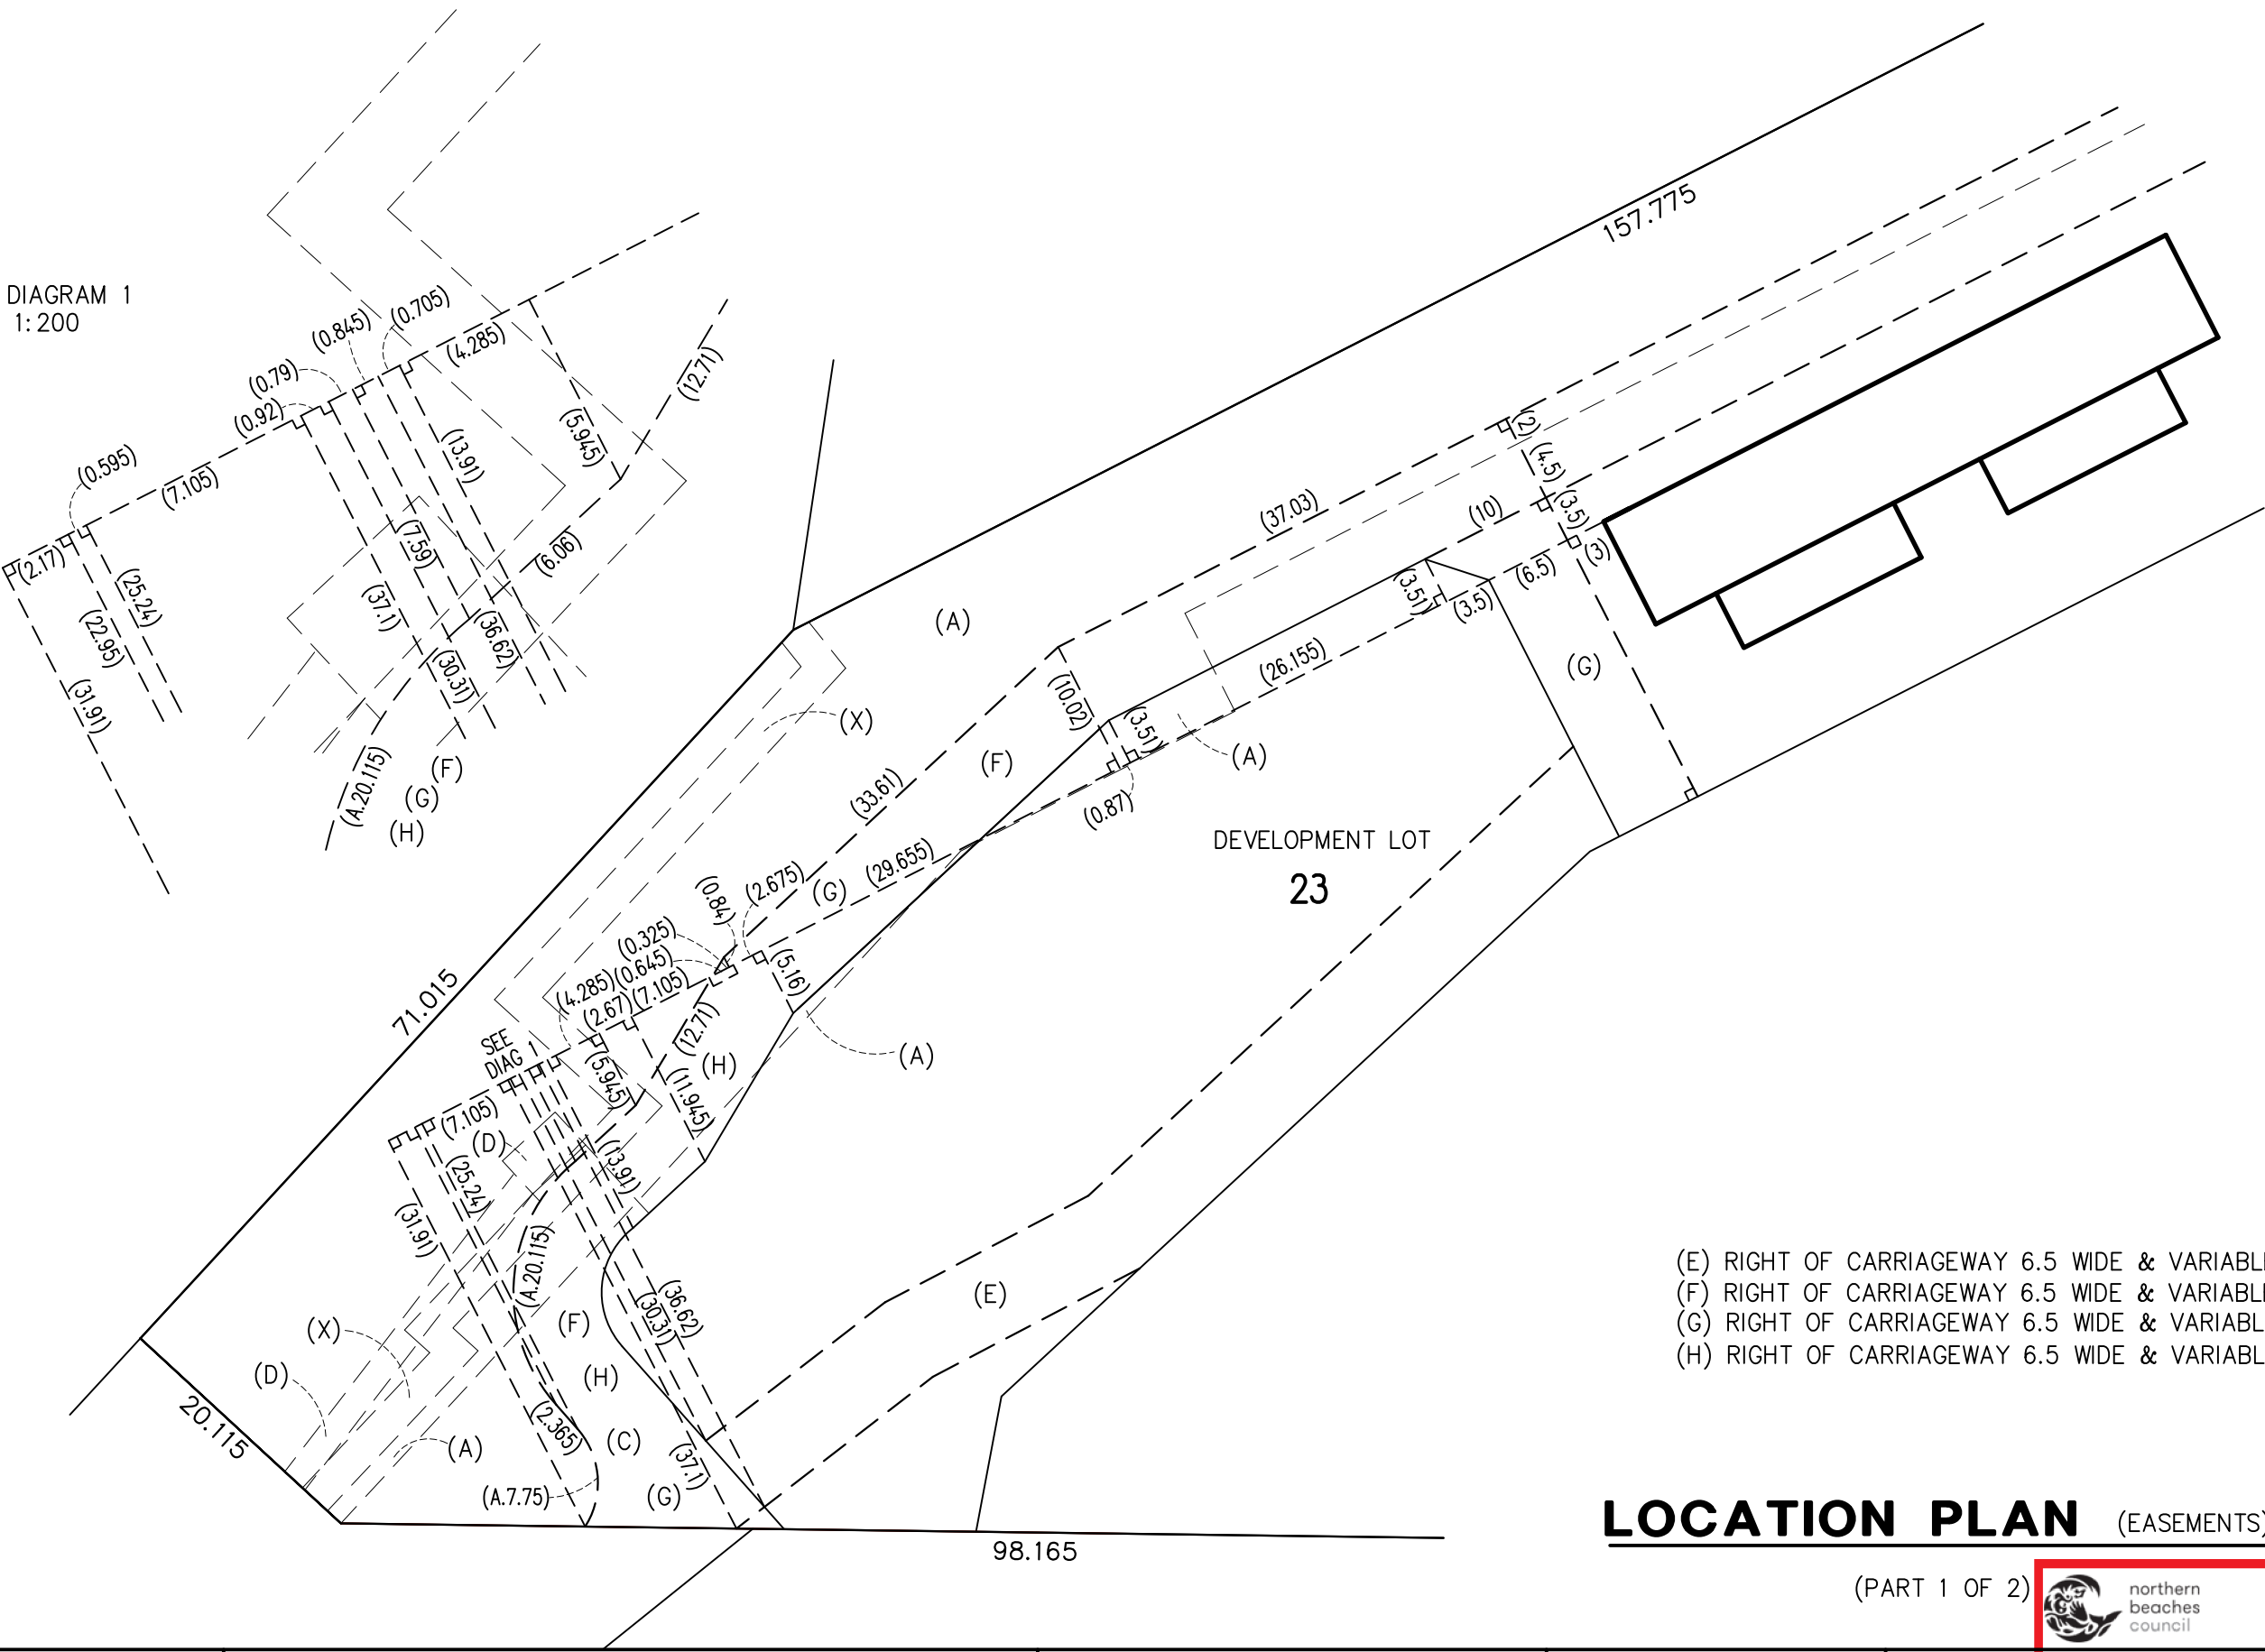 DIAGRAM 1
1:200
(0.705)
(0.845)
(4.285)
(0.79)
(0.92)
(12.71)
(5.945)
(13.91)
(0.595)
(7.105)
(7.59)
(6.06)
(2.17)
(25.24)
(22.95)
(37.1)
(36.62)
(30.31)
(31.91)
(A.20.115)
(F)
(G)
(H)
157.775
(2)
(4.5)
(37.03)
(10)
(3.5)
(3)
(6.5)
(3.51)
(3.5)
(A)
(26.155)
(G)
(10.02)
(3.51)
(X)
(A)
(F)
(33.61)
(0.87)
DEVELOPMENT LOT
23
(29.655)
(2.675)
(G)
(0.84)
(0.325)
(0.645)
(4.285)
(7.105)
(2.67)
(5.16)
71.015
SEE
DIAG 1
(12.71)
(A)
(H)
(5.945)
(11.945)
(7.105)
(D)
(25.24)
(13.91)
(31.91)
(A.20.115)
(E)
(36.62)
(30.31)
(X)
(F)
(D)
(H)
20.115
(2.365)
(A)
(C)
(37.1)
(A.7.75)
(G)
98.165
(E) RIGHT OF CARRIAGEWAY 6.5 WIDE & VARIABL
(F) RIGHT OF CARRIAGEWAY 6.5 WIDE & VARIABL
(G) RIGHT OF CARRIAGEWAY 6.5 WIDE & VARIABL
(H) RIGHT OF CARRIAGEWAY 6.5 WIDE & VARIABL
LOCATION PLAN (EASEMENTS)
(PART 1 OF 2)
northern
beaches
council